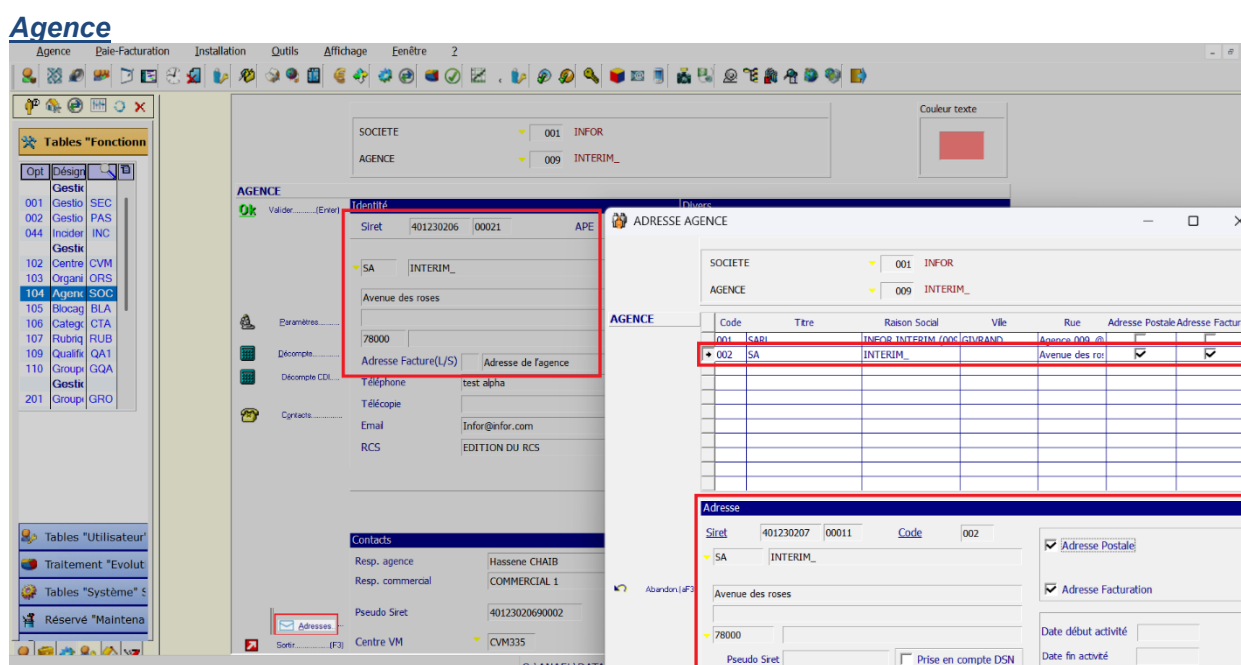 Agence
Agence Paie-Facturation Installation Outils Affichage Fenêtre ?
Tables "Fonctionn
Opt Désign
Gestic
001 Gestio SEC
002 Gestio PAS
044 Incider INC
Gestic
102 Centre CVM
103 Organi ORS
104 Agenc SOC
105 Blocag BLA
106 Categc CTA
107 Rubriq RUB
109 Qualific QA1
110 Groupe GQA
Gestic
201 Groupe GRO
Tables "Utilisateur'
Traitement "Evolut
Tables "Système" S
Réservé "Maintena
Couleur texte
SOCIETE 001 INFOR
AGENCE 009 INTERIM_
AGENCE
Ok Valider..........(Enter)
Paramètres..........
Décompte.............
Décompte CDI.....
Contacts..............
Adresses...
Sortir...............(F3)
Identité
Divers
Siret 401230206 00021 APE
SA INTERIM_
Avenue des roses
78000
Adresse Facture(L/S) Adresse de l'agence
Téléphone test alpha
Télécopie
Email Infor@infor.com
RCS EDITION DU RCS
Contacts
Resp. agence Hassene CHAIB
Resp. commercial COMMERCIAL 1
Pseudo Siret 40123020690002
Centre VM CVM335
ADRESSE AGENCE
SOCIETE 001 INFOR
AGENCE 009 INTERIM_
AGENCE
Code Titre Raison Social Ville Rue Adresse Postale Adresse Factur
001 SARL INFOR INTERIM (009 GIVRAND Agence 009 @
002 SA INTERIM_ Avenue des ro
Abandon.(aF3
Adresse
Siret 401230207 00011 Code 002
SA INTERIM_
Avenue des roses
78000
Pseudo Siret Prise en compte DSN
Adresse Postale
Adresse Facturation
Date début activité
Date fin activité